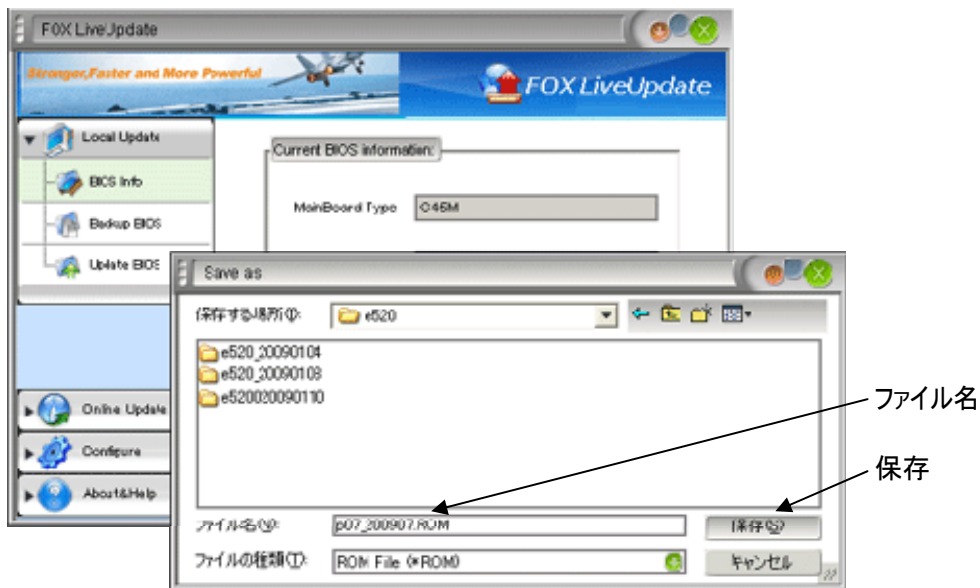 FOX LiveUpdate
Stronger,Faster and More Powerful
FOX LiveUpdate
Local Update
Current BIOS information:
BIOS Info
MainBoard Type
C46M
Backup BIOS
Update BIOS
Save as
保存する場所(I):
e520
e520_20090104
e520_20090108
e520020090110
ファイル名
Online Update
保存
Configure
About&Help
ファイル名(N):
p07_200907.ROM
保存(S)
ファイルの種類(T):
ROM File (*ROM)
キャンセル